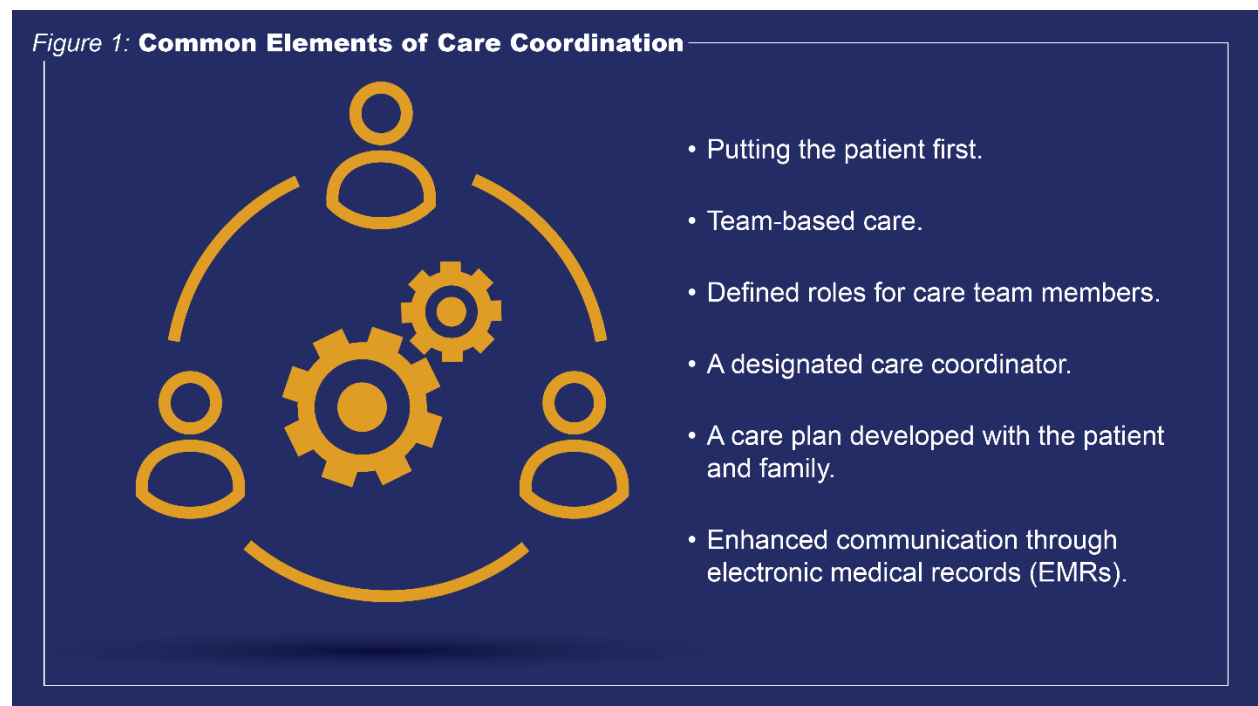 Figure 1: Common Elements of Care Coordination
• Putting the patient first.
• Team-based care.
• Defined roles for care team members.
• A designated care coordinator.
• A care plan developed with the patient
and family.
• Enhanced communication through
electronic medical records (EMRs).